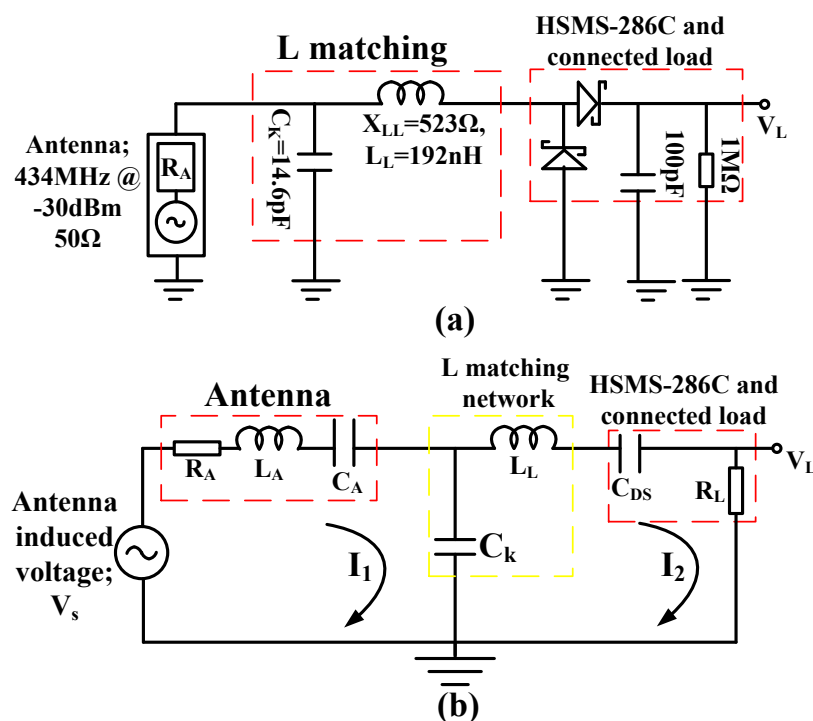 HSMS-286C and
connected load
L matching
Antenna;
434MHz @
-30dBm
50Ω
R_A
C_K=14.6pF
X_LL=523Ω,
L_L=192nH
100pF
1MΩ
V_L
(a)
L matching
network
HSMS-286C and
connected load
Antenna
R_A
L_A
C_A
L_L
C_DS
R_L
V_L
Antenna
induced
voltage;
V_s
I_1
C_k
I_2
(b)